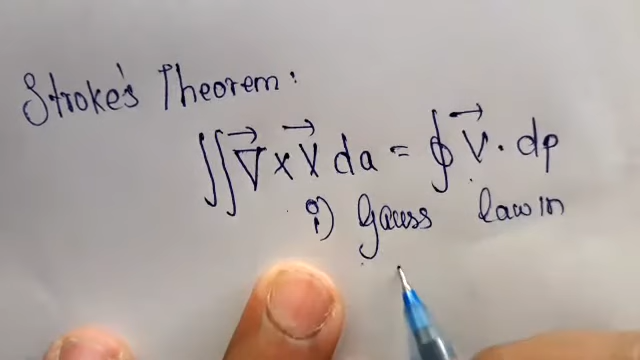 Stroke's Theorem:
∬ ∇⃗ × V⃗ da = ∮ V⃗ . dp
i) Gauss law in